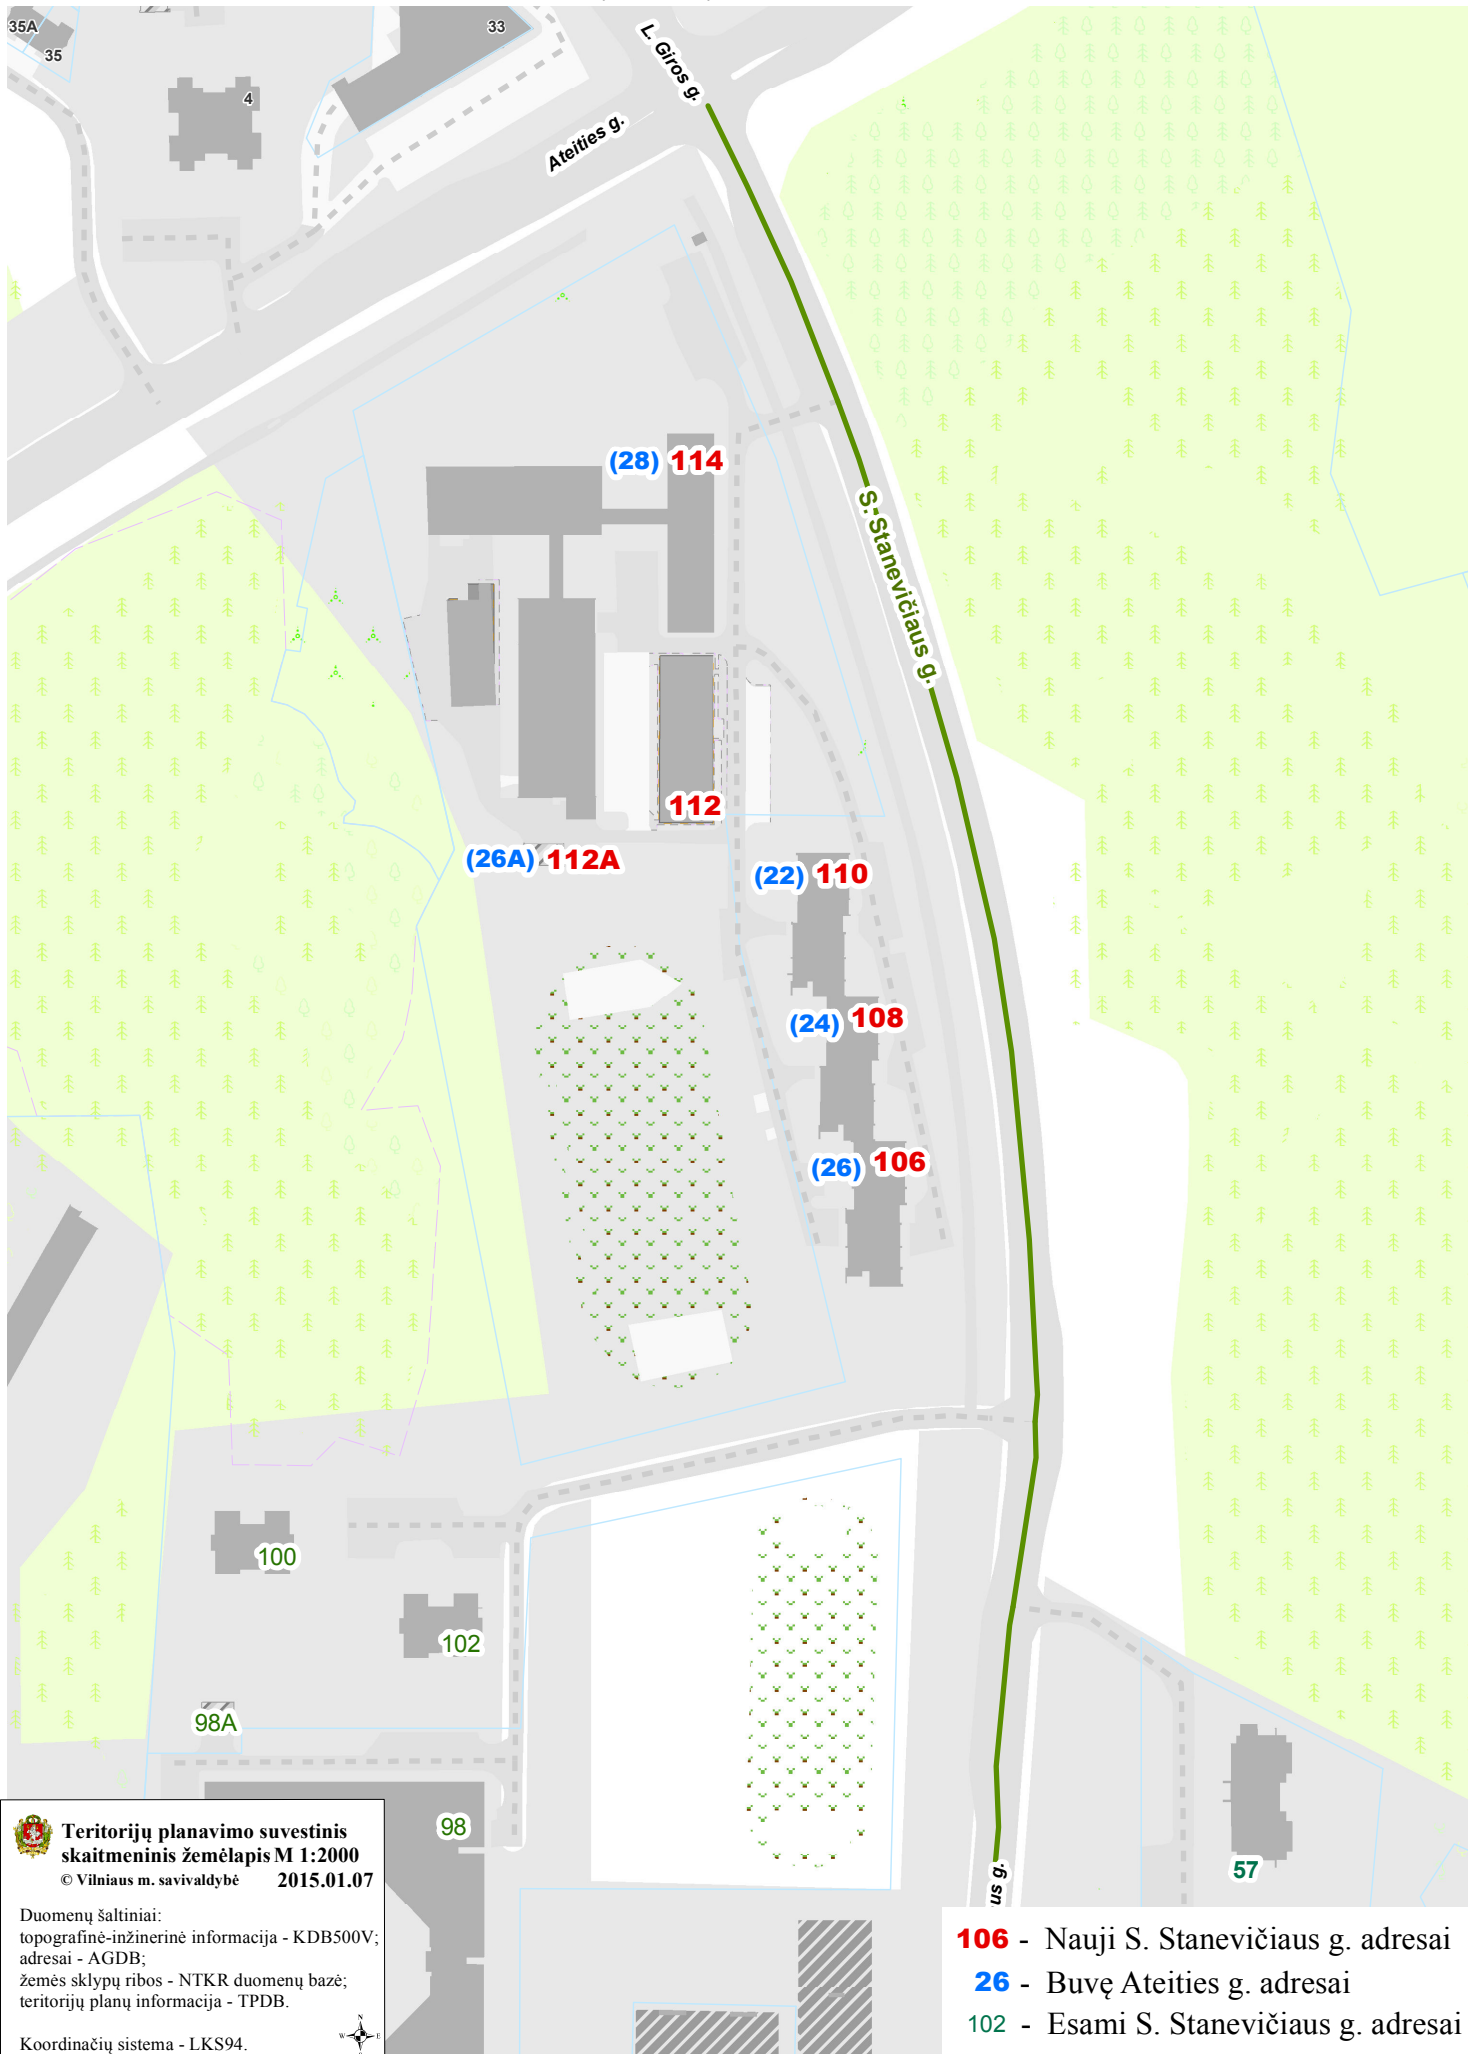 35A
35
33
4
L. Giros g.
Ateities g.
(28) 114
S. Stanevičiaus g.
112
(26A) 112A
(22) 110
(24) 108
(26) 106
100
102
98A
98
57
us g.
Teritorijų planavimo suvestinis
skaitmeninis žemėlapis M 1:2000
© Vilniaus m. savivaldybė 2015.01.07
Duomenų šaltiniai:
topografinė-inžinerinė informacija - KDB500V;
adresai - AGDB;
žemės sklypų ribos - NTKR duomenų bazė;
teritorijų planų informacija - TPDB.
Koordinačių sistema - LKS94.
N
W E
106 - Nauji S. Stanevičiaus g. adresai
26 - Buvę Ateities g. adresai
102 - Esami S. Stanevičiaus g. adresai